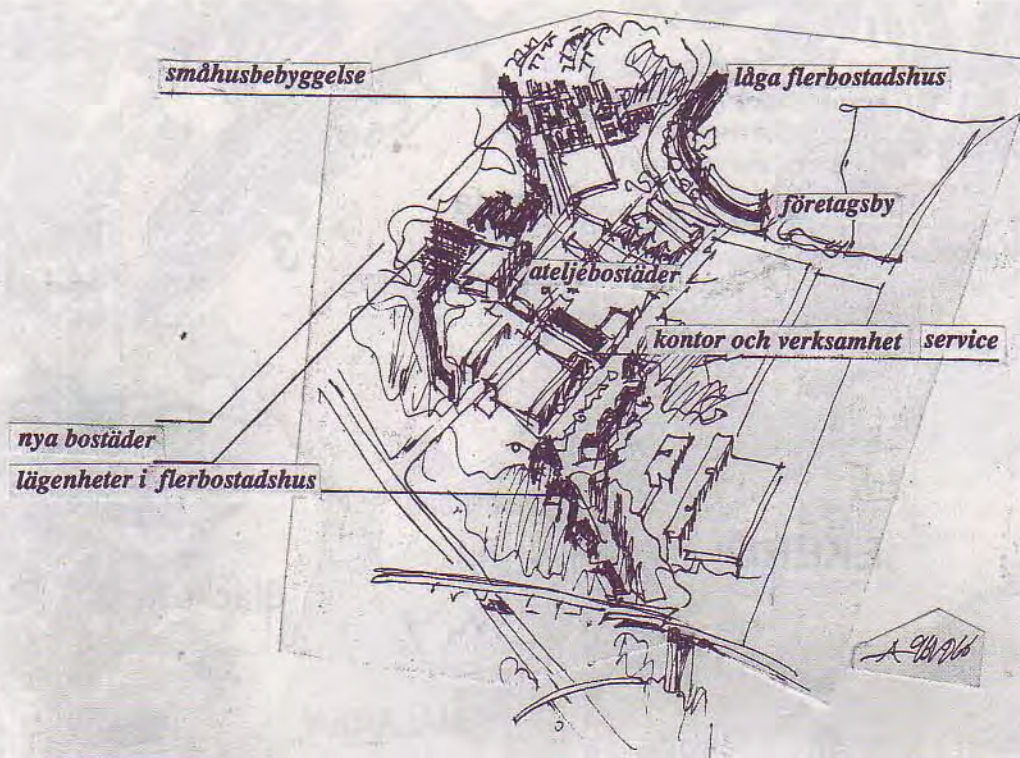 småhusbebyggelse
låga flerbostadshus
företagsby
ateljébostäder
kontor och verksamhet service
nya bostäder
lägenheter i flerbostadshus